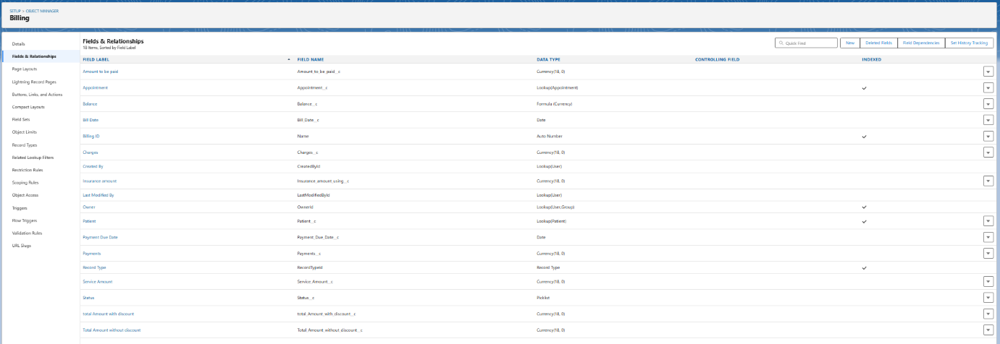 SETUP > OBJECT MANAGER
Billing
Details
Fields & Relationships
Page Layouts
Lightning Record Pages
Buttons, Links, and Actions
Compact Layouts
Field Sets
Object Limits
Record Types
Related Lookup Filters
Restriction Rules
Scoping Rules
Object Access
Triggers
Flow Triggers
Validation Rules
URL Slugs
Fields & Relationships
18 Items, Sorted by Field Label
Quick Find New Deleted Fields Field Dependencies Set History Tracking
FIELD LABEL FIELD NAME DATA TYPE CONTROLLING FIELD INDEXED
Amount to be paid Amount_to_be_paid__c Currency(18, 0)
Appointment Appointment__c Lookup(Appointment)
Balance Balance__c Formula (Currency)
Bill Date Bill_Date__c Date
Billing ID Name Auto Number
Charges Charges__c Currency(18, 0)
Created By CreatedById Lookup(User)
Insurance amount Insurance_amount_using__c Currency(18, 0)
Last Modified By LastModifiedById Lookup(User)
Owner OwnerId Lookup(User,Group)
Patient Patient__c Lookup(Patient)
Payment Due Date Payment_Due_Date__c Date
Payments Payments__c Currency(18, 0)
Record Type RecordTypeId Record Type
Service Amount Service_Amount__c Currency(18, 0)
Status Status__c Picklist
total Amount with discount total_Amount_with_discount__c Currency(18, 0)
Total Amount without discount Total_Amount_without_discount__c Currency(18, 0)